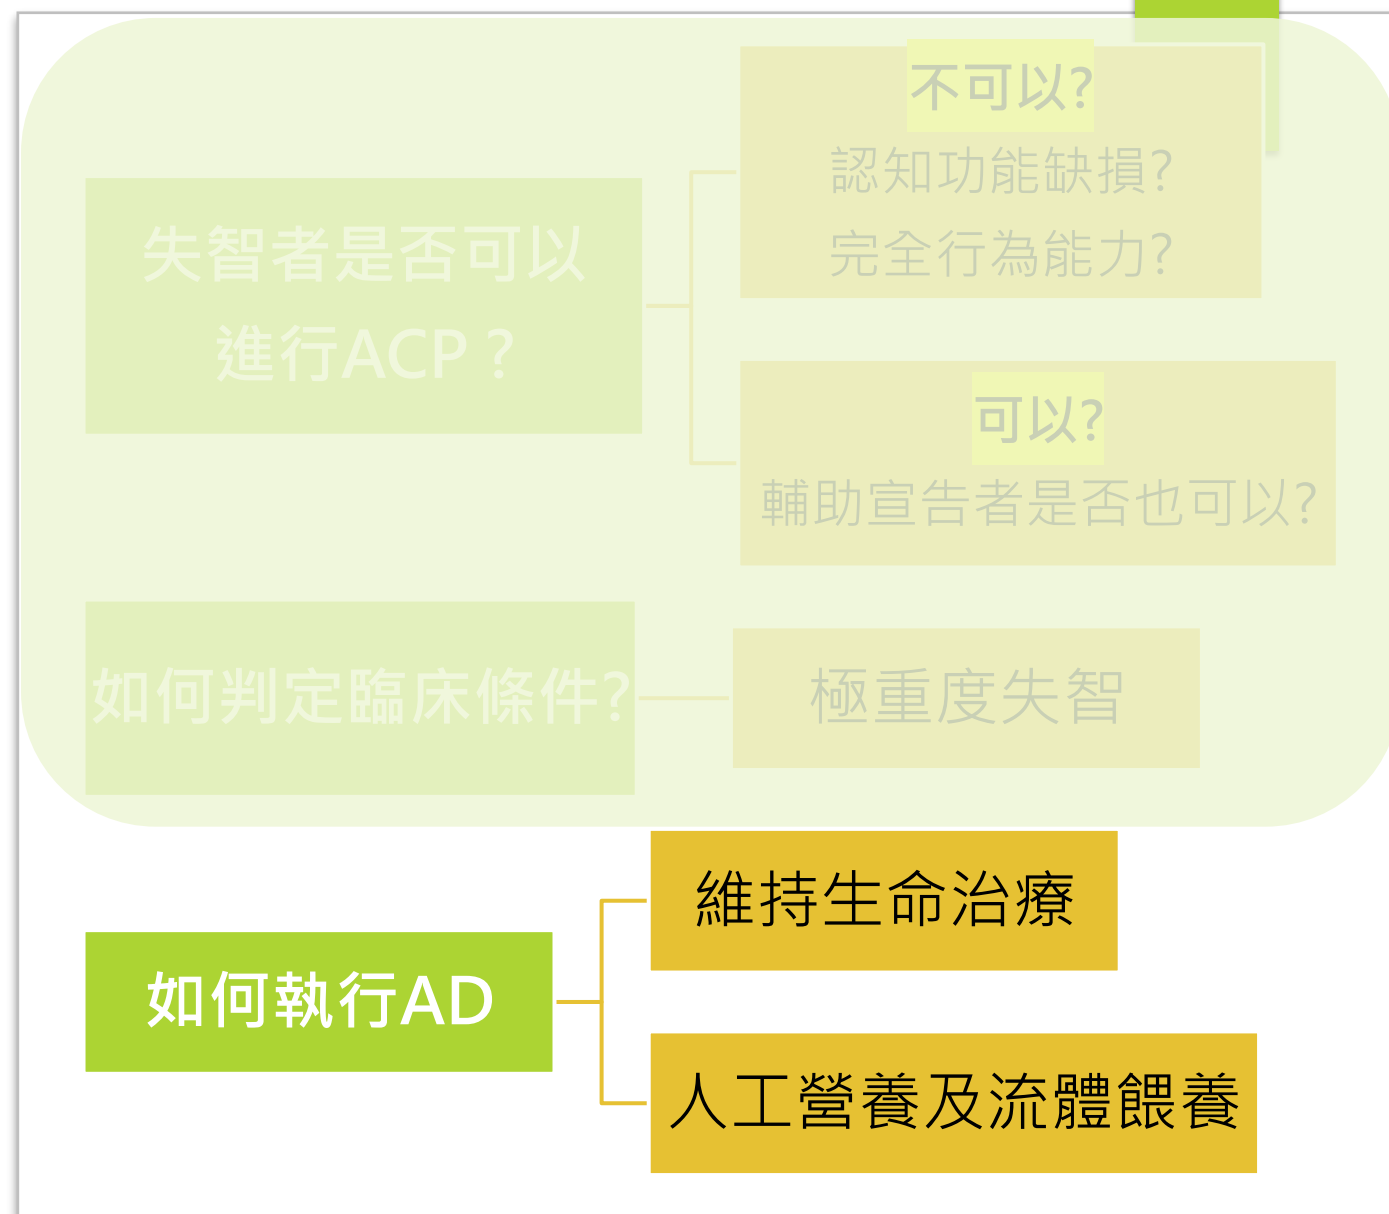 失智者是否可以
進行ACP？
不可以?
認知功能缺損?
完全行為能力?
可以?
輔助宣告者是否也可以?
如何判定臨床條件?
極重度失智
如何執行AD
維持生命治療
人工營養及流體餵養